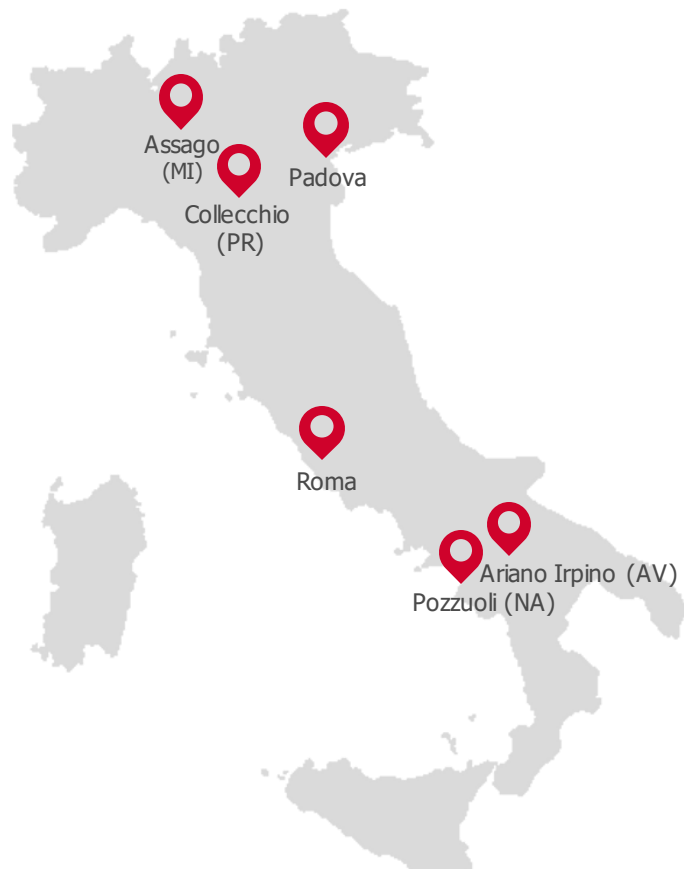 Assago
(MI)
Padova
Collecchio
(PR)
Roma
Ariano Irpino (AV)
Pozzuoli (NA)